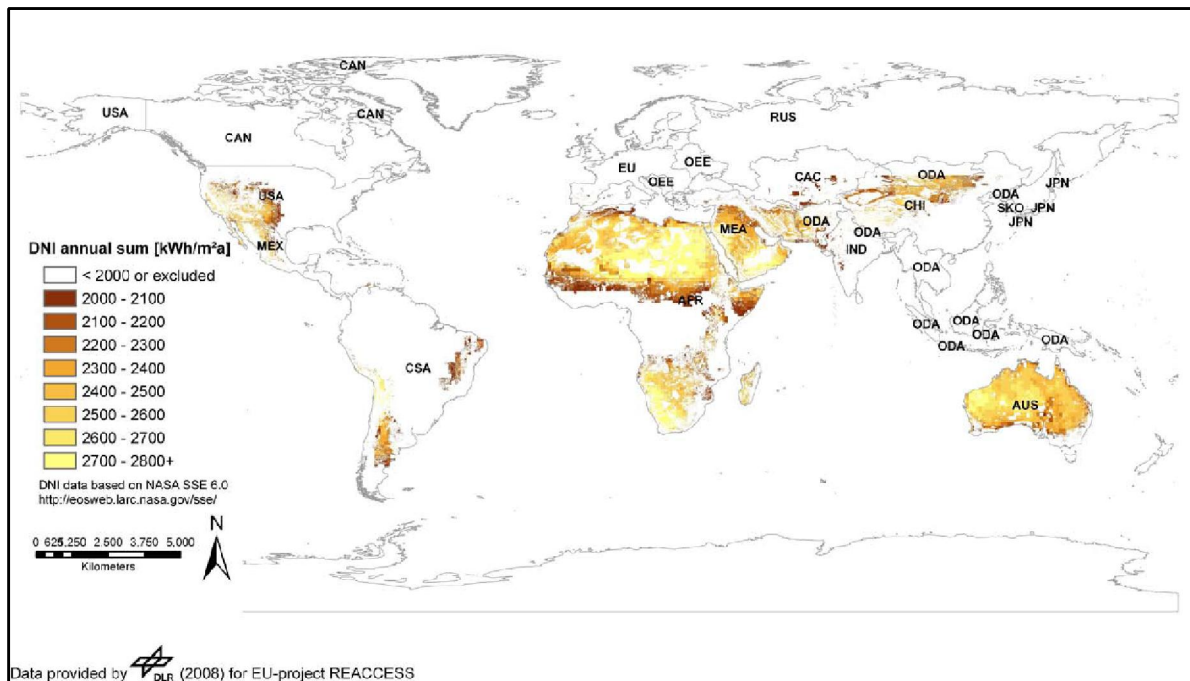 CAN
USA
CAN
CAN
RUS
EU
OEE
OEE
CAC
ODA
JPN
ODA
SKO
JPN
JPN
CHI
USA
MEX
MEA
ODA
ODA
IND
ODA
AFR
ODA
ODA
ODA
ODA
ODA
CSA
AUS
DNI annual sum [kWh/m²a]
< 2000 or excluded
2000 - 2100
2100 - 2200
2200 - 2300
2300 - 2400
2400 - 2500
2500 - 2600
2600 - 2700
2700 - 2800+
DNI data based on NASA SSE 6.0
http://eosweb.larc.nasa.gov/sse/
N
0 625 1,250 2,500 3,750 5,000
Kilometers
Data provided by DLR (2008) for EU-project REACCESS